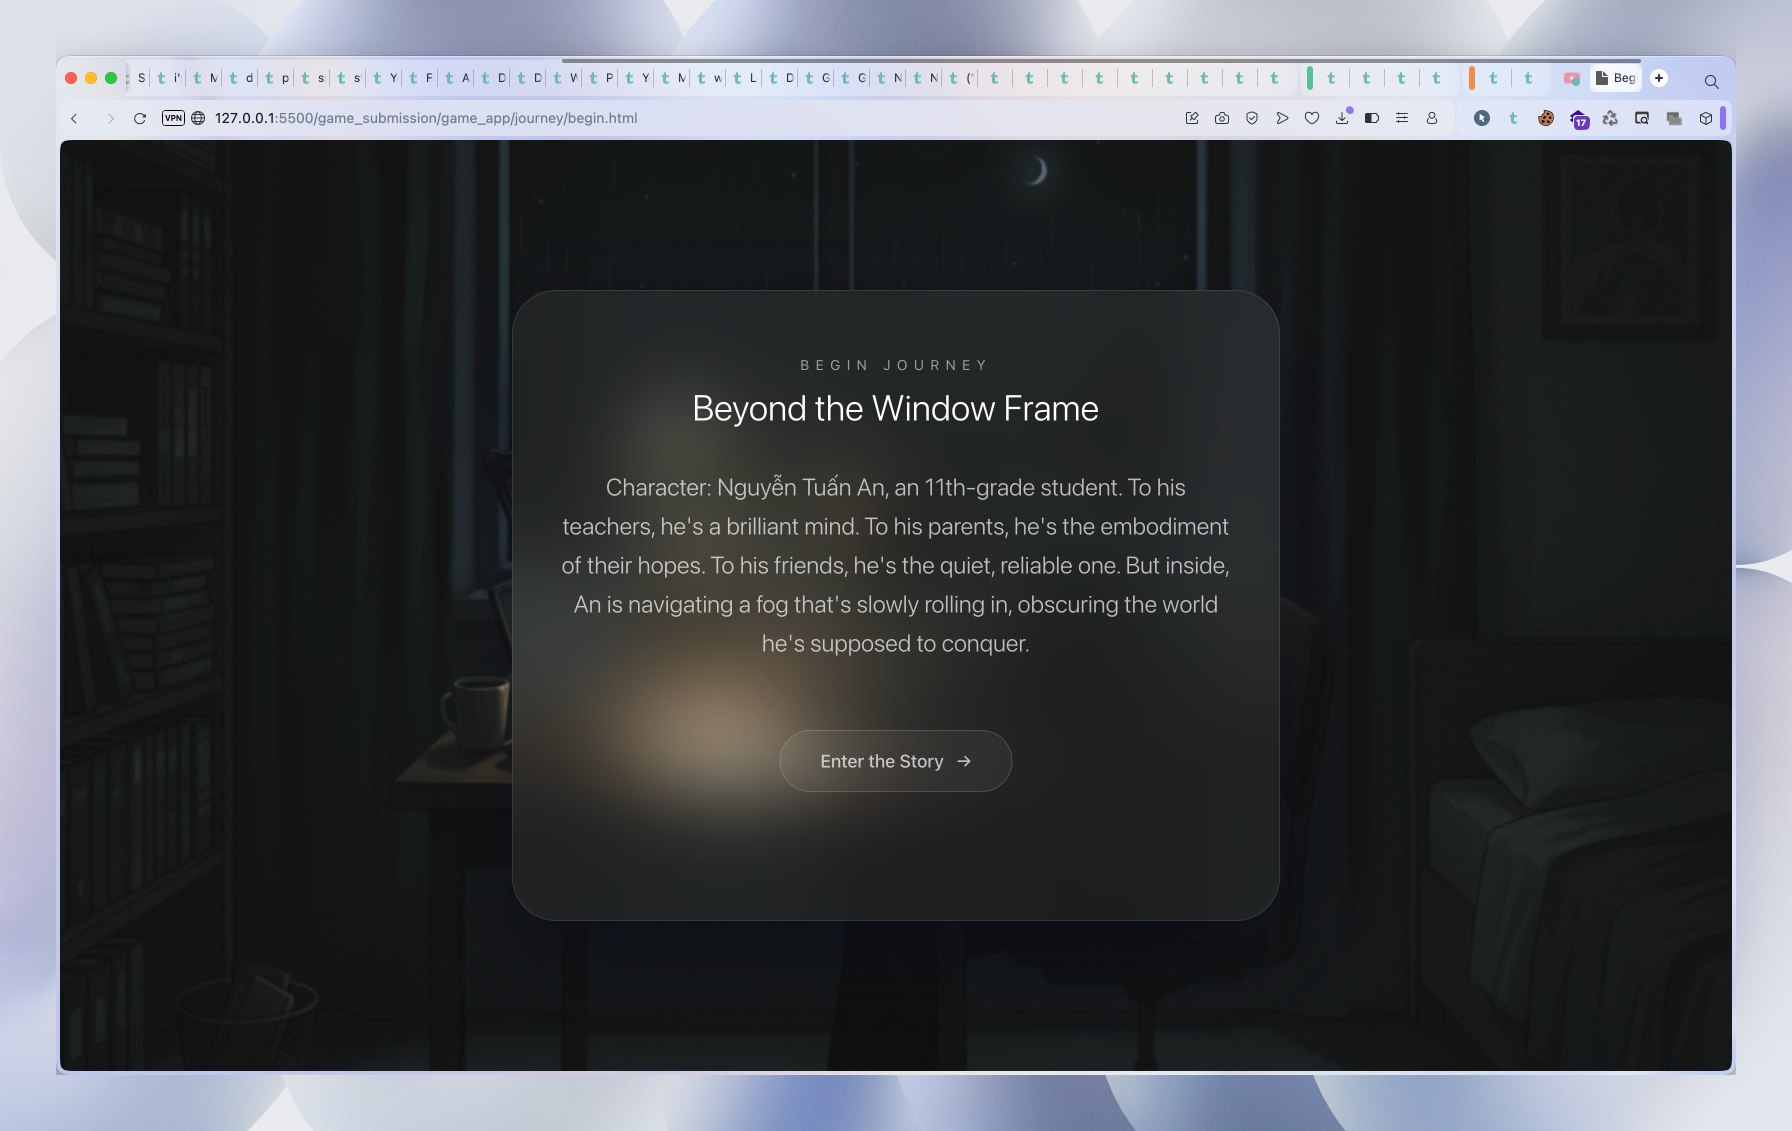 S i' M d p s s Y F A D D W P Y M w L D G G N N (' Beg
VPN 127.0.0.1:5500/game_submission/game_app/journey/begin.html
17
BEGIN JOURNEY
Beyond the Window Frame
Character: Nguyễn Tuấn An, an 11th-grade student. To his
teachers, he's a brilliant mind. To his parents, he's the embodiment
of their hopes. To his friends, he's the quiet, reliable one. But inside,
An is navigating a fog that's slowly rolling in, obscuring the world
he's supposed to conquer.
Enter the Story →